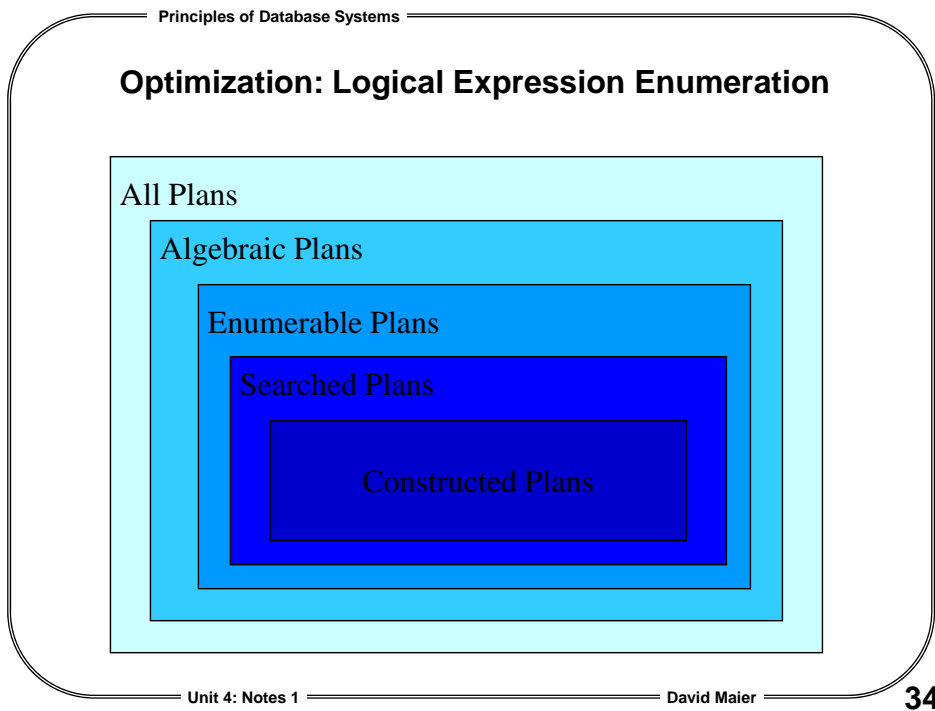 Principles of Database Systems
Optimization: Logical Expression Enumeration
All Plans
Algebraic Plans
Enumerable Plans
Searched Plans
Constructed Plans
Unit 4: Notes 1
David Maier
34